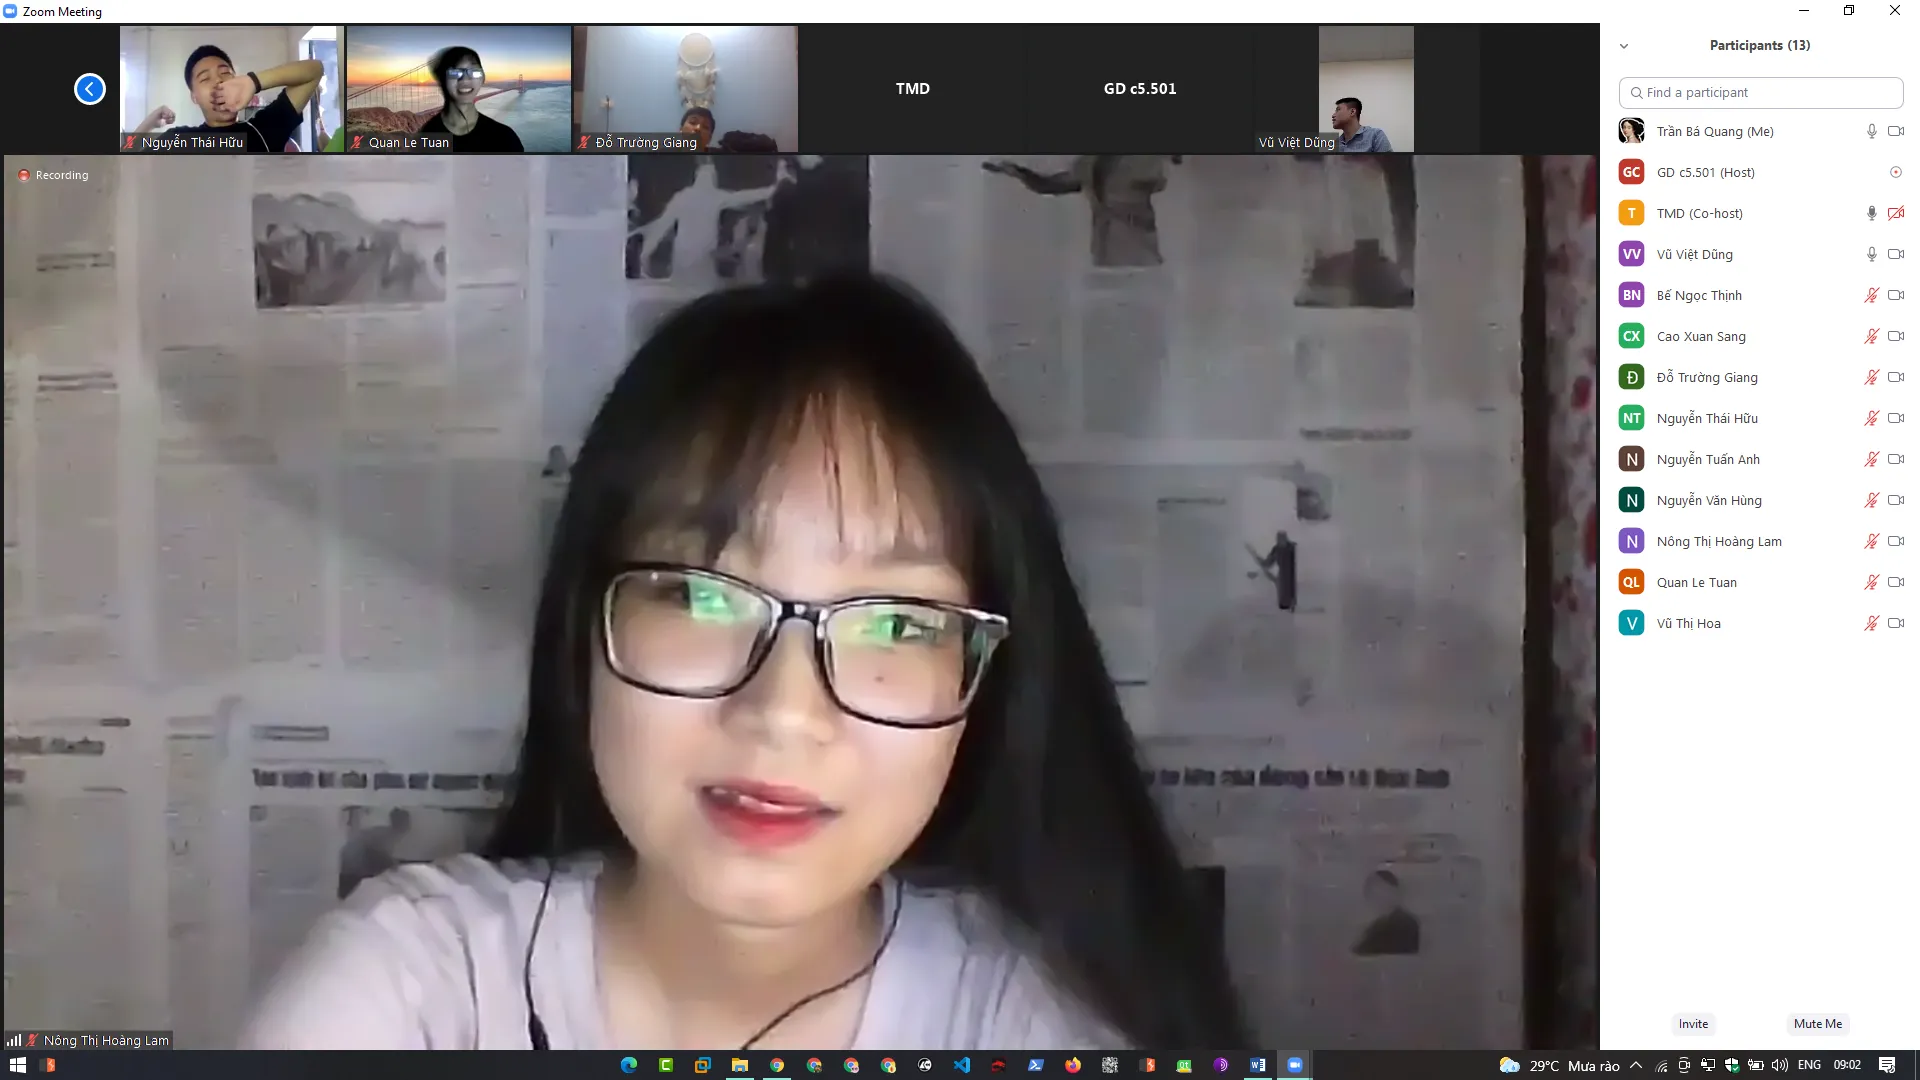 Zoom Meeting
Nguyễn Thái Hữu
Quan Le Tuan
Đỗ Trường Giang
TMD
GD c5.501
Vũ Việt Dũng
Recording
Nông Thị Hoàng Lam
Participants (13)
Find a participant
Trần Bá Quang (Me)
GC GD c5.501 (Host)
T TMD (Co-host)
VV Vũ Việt Dũng
BN Bế Ngọc Thịnh
CX Cao Xuan Sang
Đ Đỗ Trường Giang
NT Nguyễn Thái Hữu
N Nguyễn Tuấn Anh
N Nguyễn Văn Hùng
N Nông Thị Hoàng Lam
QL Quan Le Tuan
V Vũ Thị Hoa
Invite Mute Me
29°C Mưa rào ENG 09:02